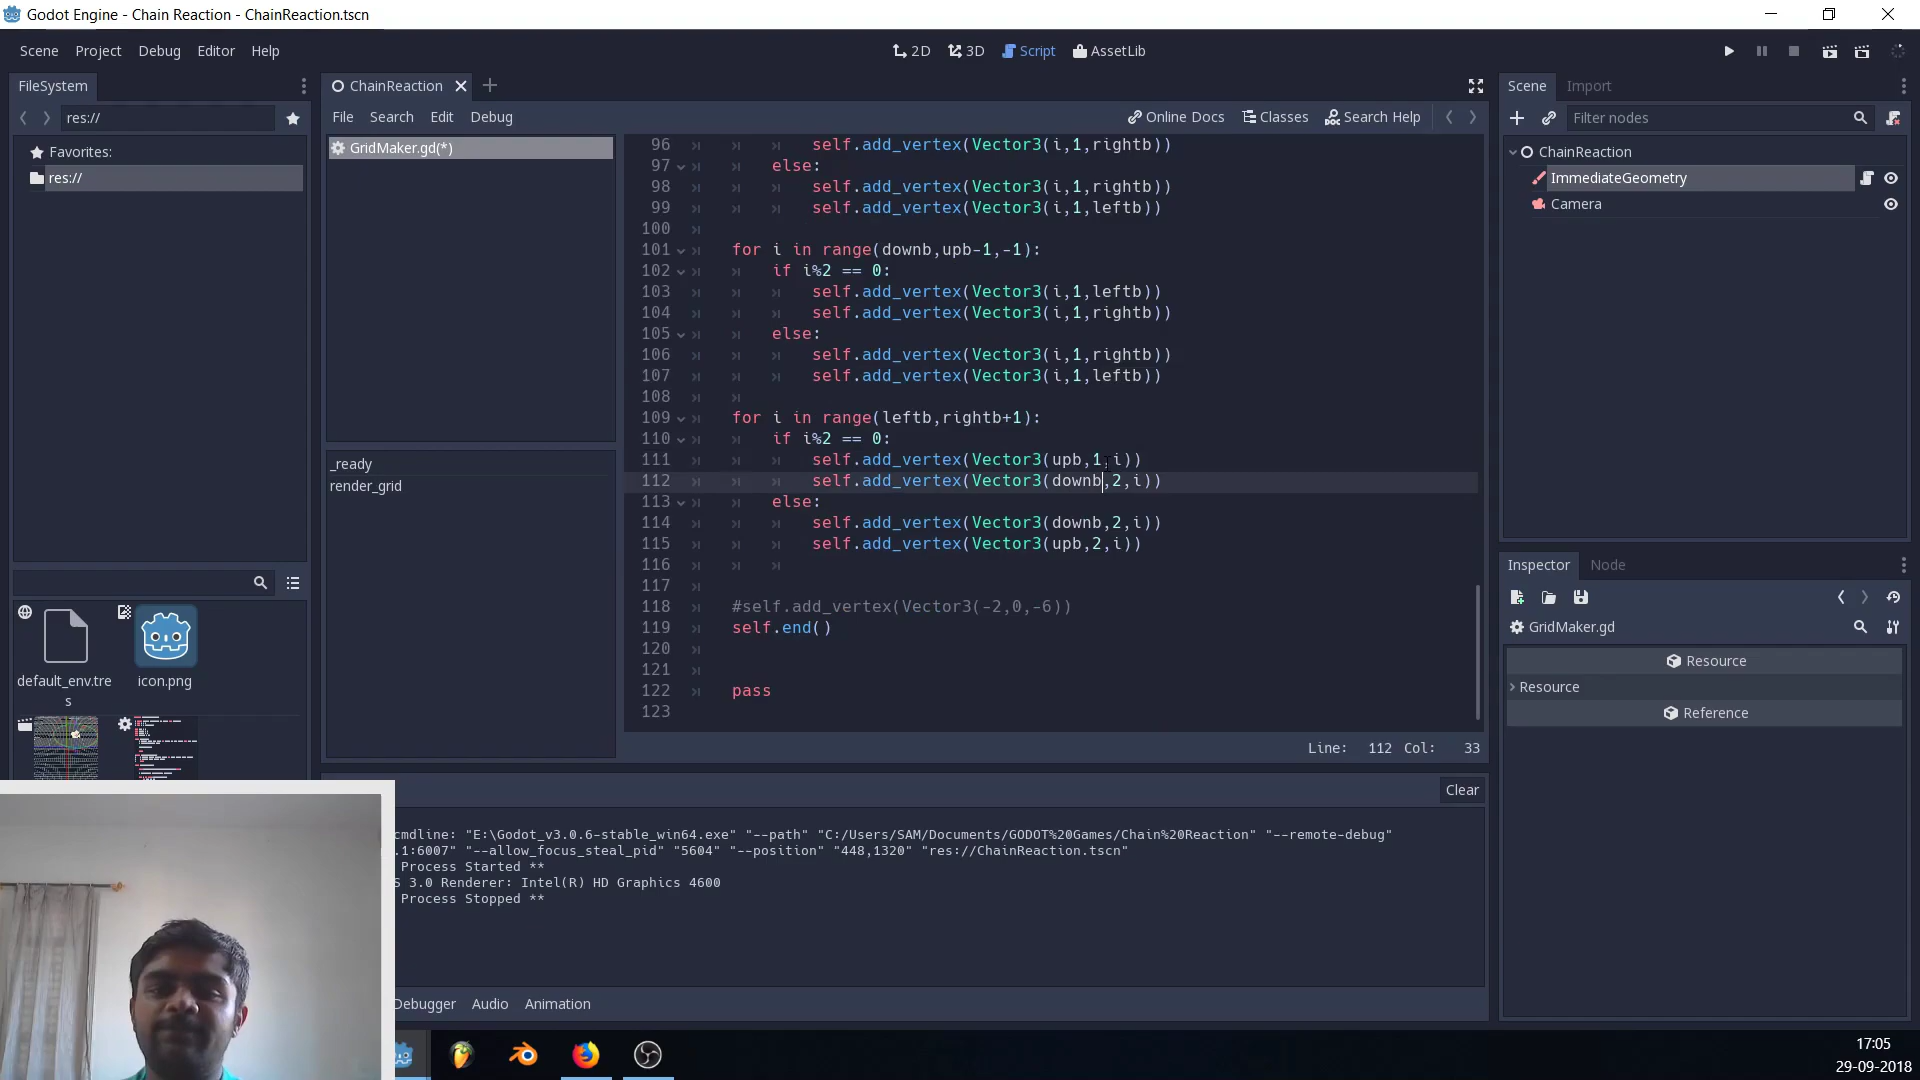 Godot Engine - Chain Reaction - ChainReaction.tscn
Scene Project Debug Editor Help
2D 3D Script AssetLib
FileSystem
res://
Favorites:
res://
default_env.tre
s
icon.png
ChainReaction
File Search Edit Debug
Online Docs Classes Search Help
GridMaker.gd(*)
_ready
render_grid
96 self.add_vertex(Vector3(i,1,rightb))
97 else:
98 self.add_vertex(Vector3(i,1,rightb))
99 self.add_vertex(Vector3(i,1,leftb))
100
101 for i in range(downb,upb-1,-1):
102 if i%2 == 0:
103 self.add_vertex(Vector3(i,1,leftb))
104 self.add_vertex(Vector3(i,1,rightb))
105 else:
106 self.add_vertex(Vector3(i,1,rightb))
107 self.add_vertex(Vector3(i,1,leftb))
108
109 for i in range(leftb,rightb+1):
110 if i%2 == 0:
111 self.add_vertex(Vector3(upb,1,i))
112 self.add_vertex(Vector3(downb,2,i))
113 else:
114 self.add_vertex(Vector3(downb,2,i))
115 self.add_vertex(Vector3(upb,2,i))
116
117
118 #self.add_vertex(Vector3(-2,0,-6))
119 self.end()
120
121
122 pass
123
Line: 112 Col: 33
Clear
cmdline: "E:\Godot_v3.0.6-stable_win64.exe" "--path" "C:/Users/SAM/Documents/GODOT%20Games/Chain%20Reaction" "--remote-debug"
.1:6007" "--allow_focus_steal_pid" "5604" "--position" "448,1320" "res://ChainReaction.tscn"
Process Started **
S 3.0 Renderer: Intel(R) HD Graphics 4600
Process Stopped **
Debugger Audio Animation
Scene Import
Filter nodes
ChainReaction
ImmediateGeometry
Camera
Inspector Node
GridMaker.gd
Resource
Resource
Reference
17:05
29-09-2018